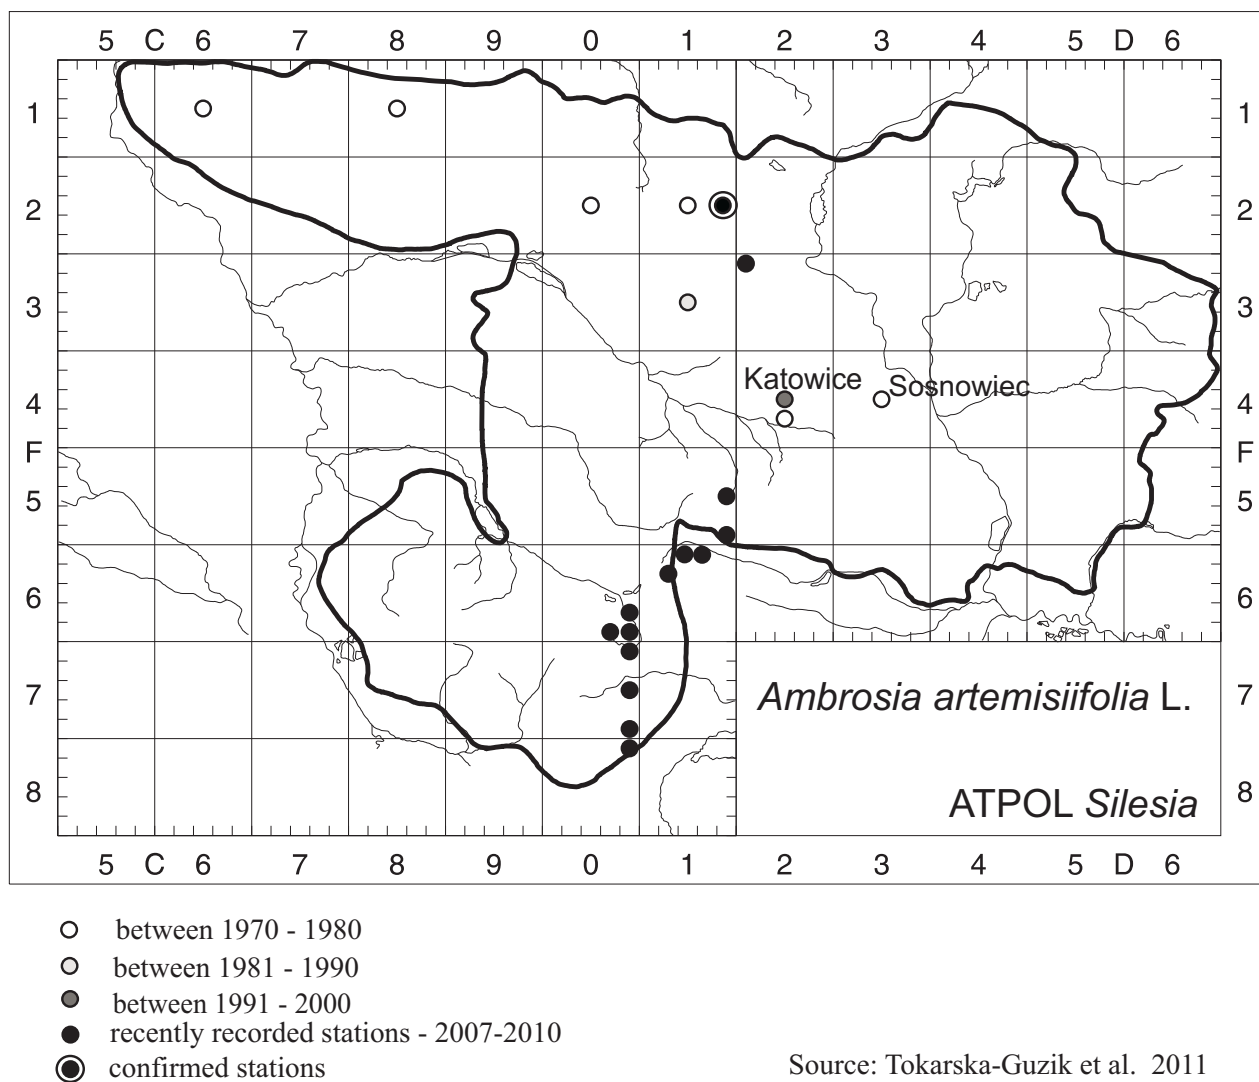 5 C 6 7 8 9 0 1 2 3 4 5 D 6
1 1
2 2
3 3
Katowice Sosnowiec
4 4
F F
5 5
6 6
Ambrosia artemisiifolia L.
7 7
ATPOL Silesia
8 8
5 C 6 7 8 9 0 1 2 3 4 5 D 6
between 1970 - 1980
between 1981 - 1990
between 1991 - 2000
recently recorded stations - 2007-2010
confirmed stations
Source: Tokarska-Guzik et al. 2011